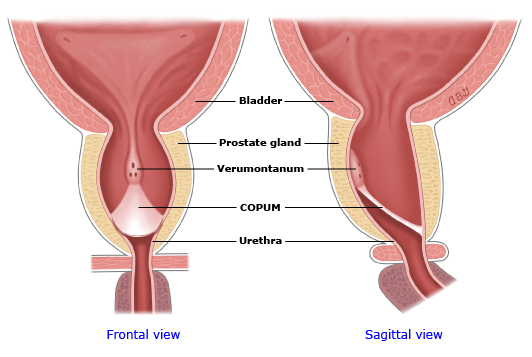 Bladder
Prostate gland
Verumontanum
COPUM
Urethra
Frontal view
Sagittal view